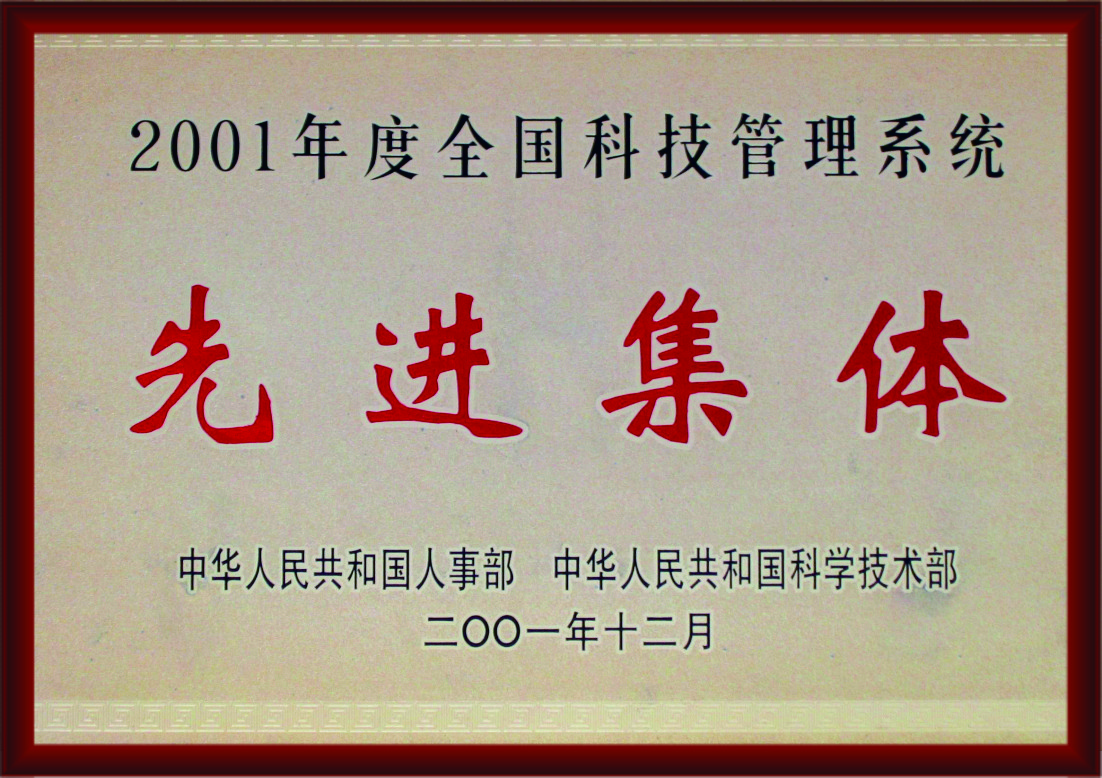 2001年度全国科技管理系统
先进集体
中华人民共和国人事部 中华人民共和国科学技术部
二〇〇一年十二月